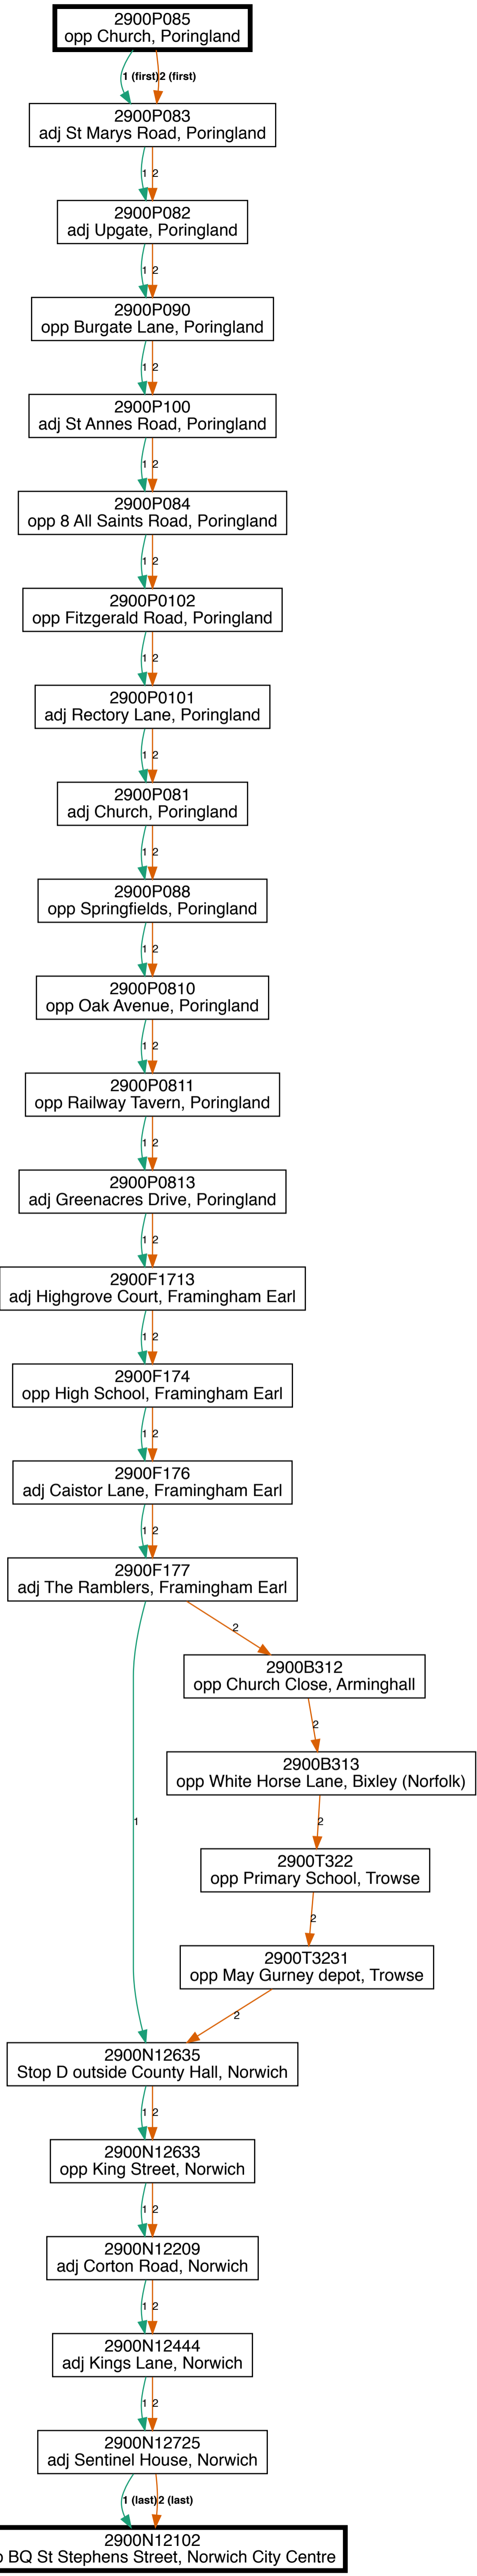 2900P085
opp Church, Poringland
1 (first) 2 (first)
2900P083
adj St Marys Road, Poringland
1 2
2900P082
adj Upgate, Poringland
1 2
2900P090
opp Burgate Lane, Poringland
1 2
2900P100
adj St Annes Road, Poringland
1 2
2900P084
opp 8 All Saints Road, Poringland
1 2
2900P0102
opp Fitzgerald Road, Poringland
1 2
2900P0101
adj Rectory Lane, Poringland
1 2
2900P081
adj Church, Poringland
1 2
2900P088
opp Springfields, Poringland
1 2
2900P0810
opp Oak Avenue, Poringland
1 2
2900P0811
opp Railway Tavern, Poringland
1 2
2900P0813
adj Greenacres Drive, Poringland
1 2
2900F1713
adj Highgrove Court, Framingham Earl
1 2
2900F174
opp High School, Framingham Earl
1 2
2900F176
adj Caistor Lane, Framingham Earl
1 2
2900F177
adj The Ramblers, Framingham Earl
2
2900B312
opp Church Close, Arminghall
2
2900B313
opp White Horse Lane, Bixley (Norfolk)
1
2
2900T322
opp Primary School, Trowse
2
2900T3231
opp May Gurney depot, Trowse
2
2900N12635
Stop D outside County Hall, Norwich
1 2
2900N12633
opp King Street, Norwich
1 2
2900N12209
adj Corton Road, Norwich
1 2
2900N12444
adj Kings Lane, Norwich
1 2
2900N12725
adj Sentinel House, Norwich
1 (last) 2 (last)
2900N12102
BQ St Stephens Street, Norwich City Centre